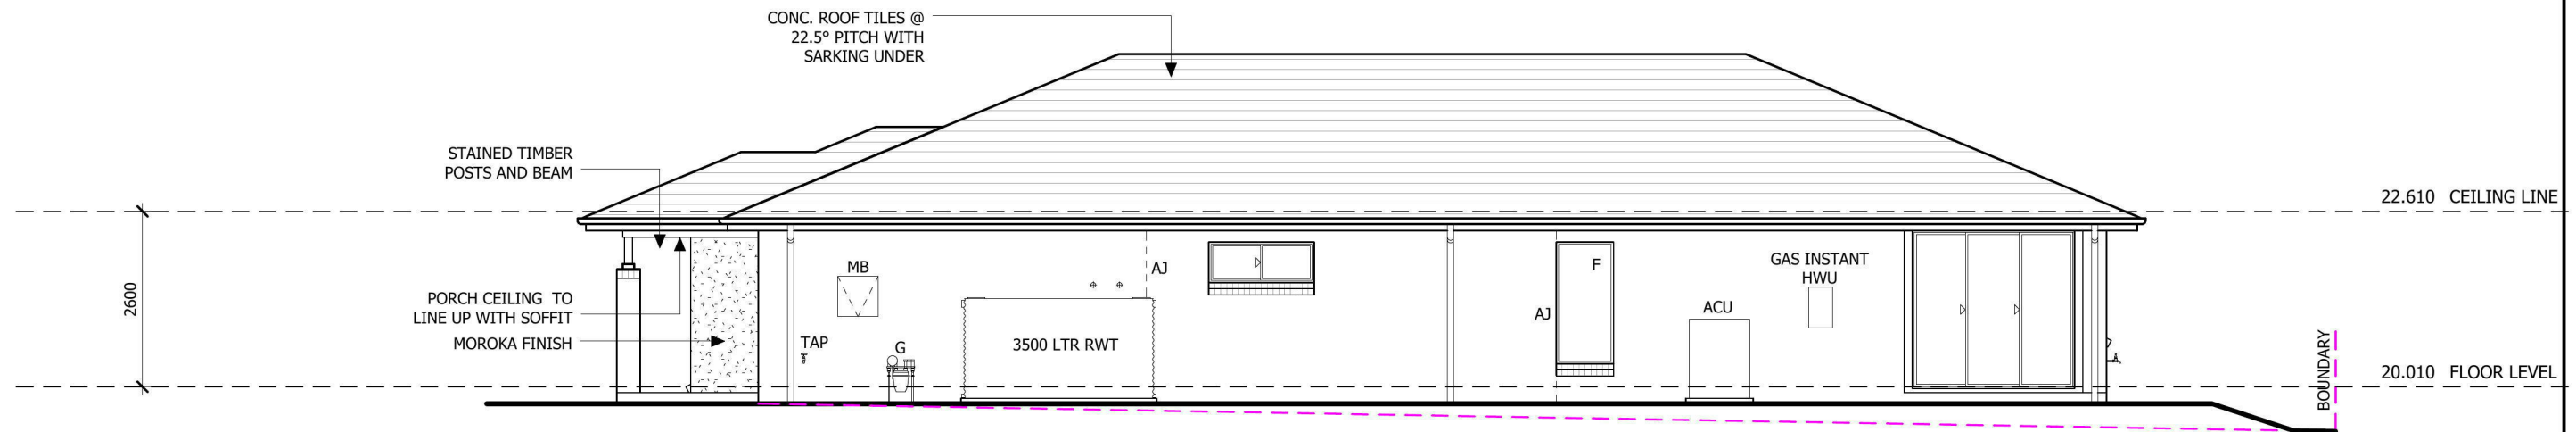 CONC. ROOF TILES @
22.5° PITCH WITH
SARKING UNDER
STAINED TIMBER
POSTS AND BEAM
22.610 CEILING LINE
2600
MB
AJ
F
GAS INSTANT
HWU
PORCH CEILING TO
LINE UP WITH SOFFIT
MOROKA FINISH
TAP
G
3500 LTR RWT
AJ
ACU
BOUNDARY
20.010 FLOOR LEVEL